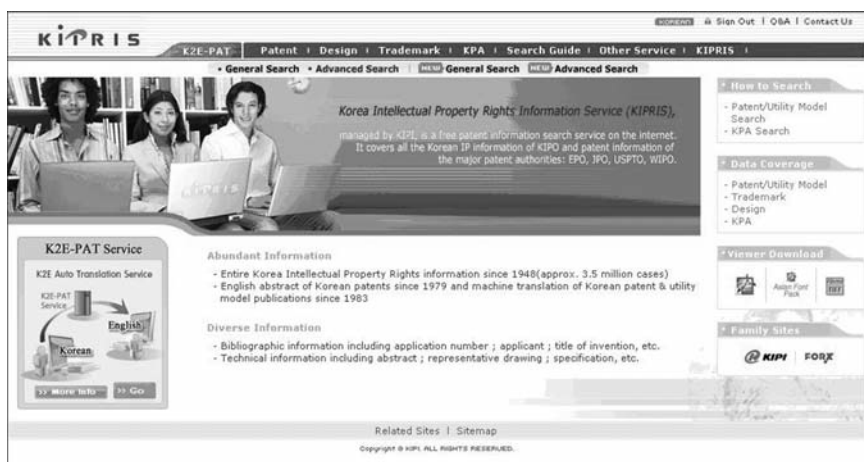 KOREAN Sign Out | Q&A | Contact Us
KIPRIS
K2E-PAT Patent | Design | Trademark | KPA | Search Guide | Other Service | KIPRIS |
• General Search • Advanced Search | NEW General Search NEW Advanced Search
Korea Intellectual Property Rights Information Service (KIPRIS),
managed by KIPI, is a free patent information search service on the internet.
It covers all the Korean IP information of KIPO and patent information of
the major patent authorities: EPO, JPO, USPTO, WIPO.
KIPRIS
How to Search
- Patent/Utility Model
Search
- KPA Search
Data Coverage
- Patent/Utility Model
- Trademark
- Design
- KPA
Viewer Download
Asian Font
Pack
Family Sites
KIPI | FORX
K2E-PAT Service
K2E Auto Translation Service
K2E-PAT
Service
English
Korean
>> More Info >> Go
Abundant Information
- Entire Korea Intellectual Property Rights information since 1948(approx. 3.5 million cases)
- English abstract of Korean patents since 1979 and machine translation of Korean patent & utility
model publications since 1983
Diverse Information
- Bibliographic information including application number ; applicant ; title of invention, etc.
- Technical information including abstract ; representative drawing ; specification, etc.
Related Sites | Sitemap
Copyright @ KIPI. ALL RIGHTS RESERVED.